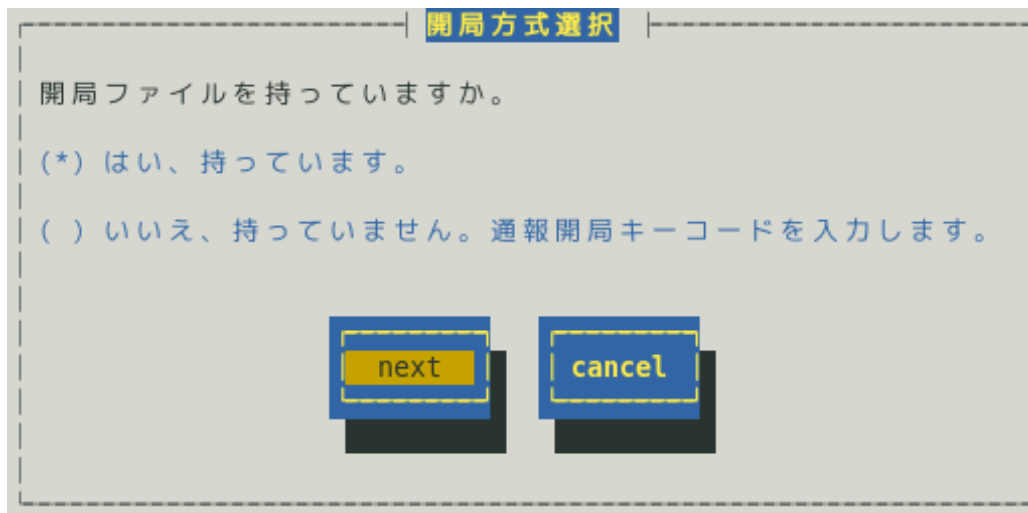 開局方式選択
開局ファイルを持っていますか。
(*) はい、持っています。
( ) いいえ、持っていません。通報開局キーコードを入力します。
next cancel